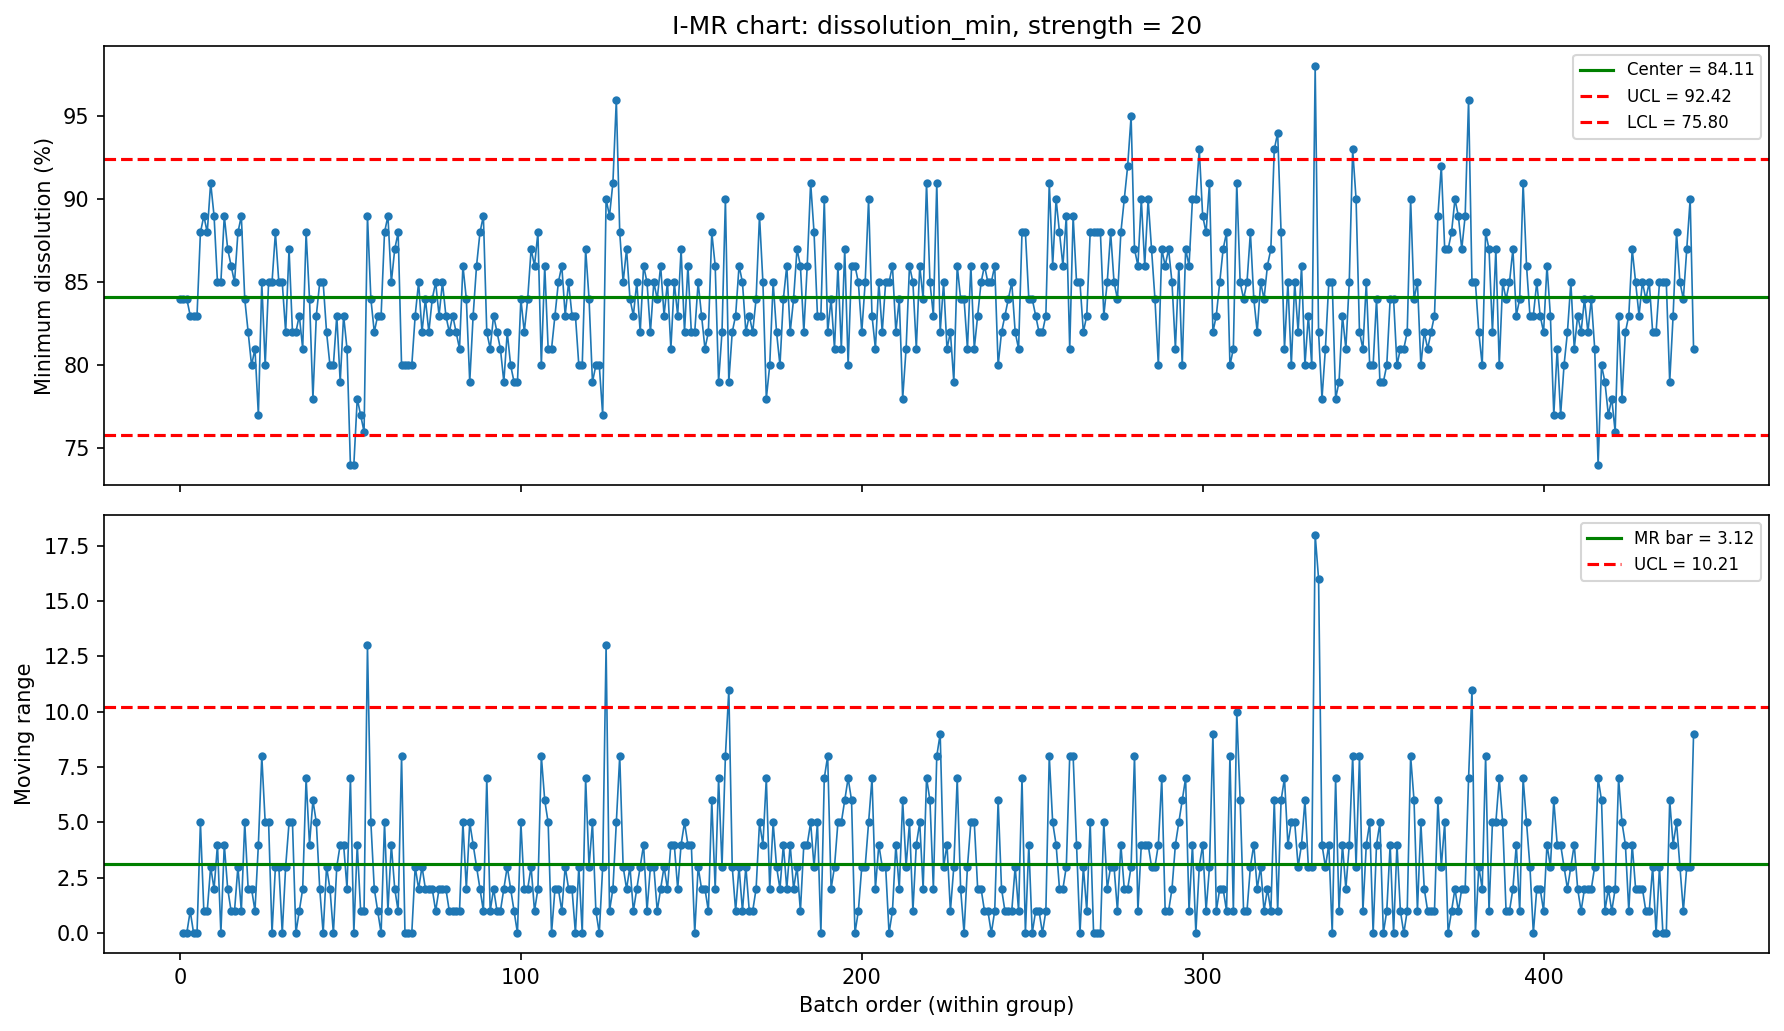 I-MR chart: dissolution_min, strength = 20
Minimum dissolution (%)
95
90
85
80
75
Center = 84.11
UCL = 92.42
LCL = 75.80
Moving range
17.5
15.0
12.5
10.0
7.5
5.0
2.5
0.0
MR bar = 3.12
UCL = 10.21
0
100
200
300
400
Batch order (within group)